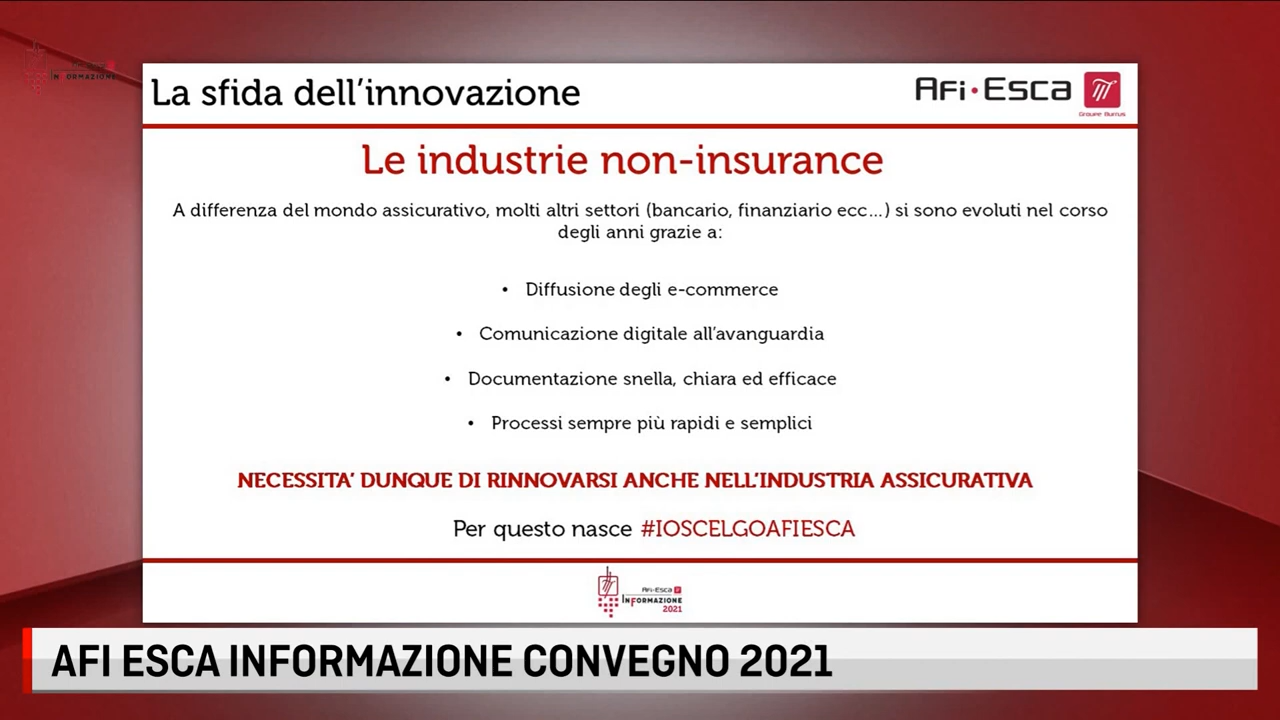 INFORMAZIONE
La sfida dell'innovazione
AFI·ESCA
Groupe Burrus
Le industrie non-insurance
A differenza del mondo assicurativo, molti altri settori (bancario, finanziario ecc...) si sono evoluti nel corso
degli anni grazie a:
• Diffusione degli e-commerce
• Comunicazione digitale all'avanguardia
• Documentazione snella, chiara ed efficace
• Processi sempre più rapidi e semplici
NECESSITA' DUNQUE DI RINNOVARSI ANCHE NELL'INDUSTRIA ASSICURATIVA
Per questo nasce #IOSCELGOAFIESCA
AFI-ESCA
INFORMAZIONE
2021
AFI ESCA INFORMAZIONE CONVEGNO 2021